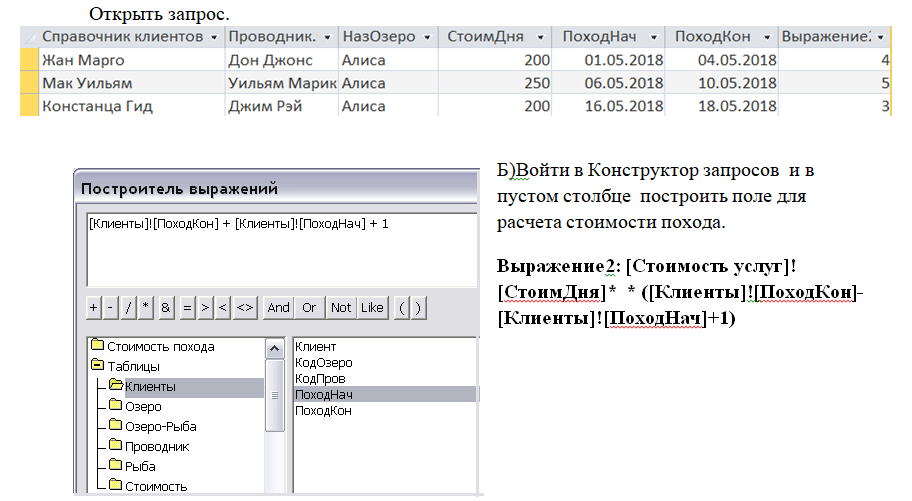 Открыть запрос.
Справочник клиентов Проводник. НазОзеро СтоимДня ПоходНач ПоходКон Выражение2
Жан Марго Дон Джонс Алиса 200 01.05.2018 04.05.2018 4
Мак Уильям Уильям Марик Алиса 250 06.05.2018 10.05.2018 5
Констанца Гид Джим Рэй Алиса 200 16.05.2018 18.05.2018 3
Построитель выражений
[Клиенты]![ПоходКон] + [Клиенты]![ПоходНач] + 1
+ - / * & = > < <> And Or Not Like ( )
Стоимость похода
Таблицы
Клиенты
Озеро
Озеро-Рыба
Проводник
Рыба
Стоимость
Клиент
КодОзеро
КодПров
ПоходНач
ПоходКон
Б)Войти в Конструктор запросов и в
пустом столбце построить поле для
расчета стоимости похода.
Выражение2: [Стоимость услуг]!
[СтоимДня]* * ([Клиенты]![ПоходКон]-
[Клиенты]![ПоходНач]+1)